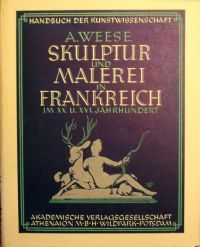 HANDBUCH DER KUNSTWISSENSCHAFT
A. WEESE
SKULPTUR
UND
MALEREI
IN
FRANKREICH
IM XV. U. XVI. JAHRHUNDERT
AKADEMISCHE VERLAGSGESELLSCHAFT
ATHENAION M·B·H· WILDPARK-POTSDAM